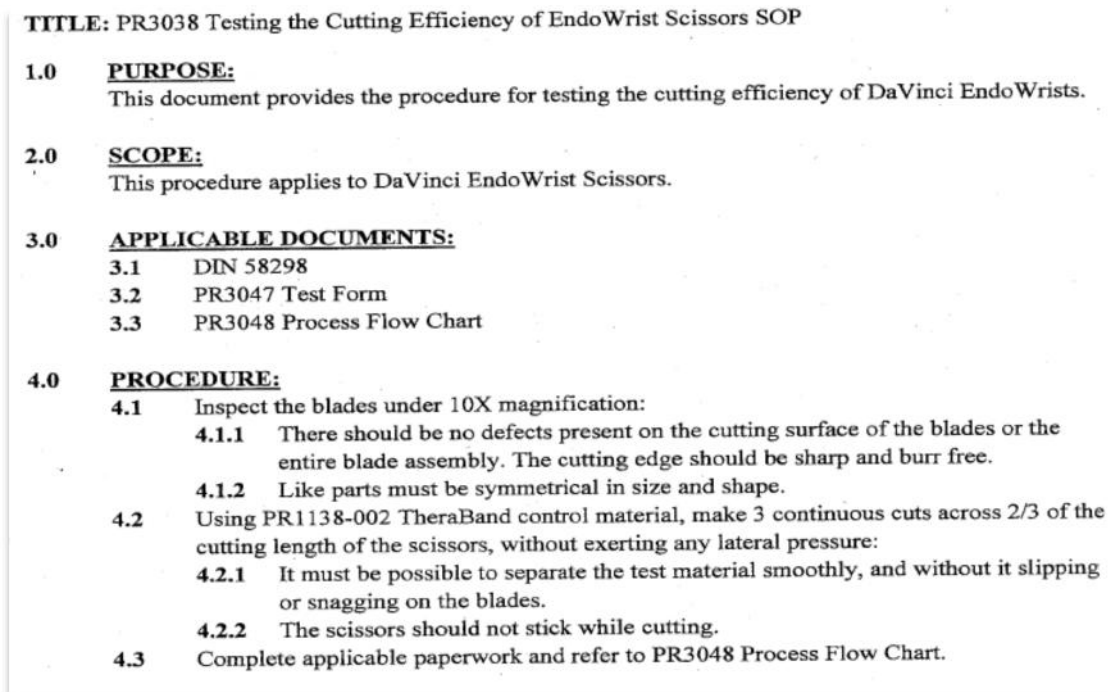 TITLE: PR3038 Testing the Cutting Efficiency of EndoWrist Scissors SOP
1.0 PURPOSE:
This document provides the procedure for testing the cutting efficiency of DaVinci EndoWrists.
2.0 SCOPE:
This procedure applies to DaVinci EndoWrist Scissors.
3.0 APPLICABLE DOCUMENTS:
3.1 DIN 58298
3.2 PR3047 Test Form
3.3 PR3048 Process Flow Chart
4.0 PROCEDURE:
4.1 Inspect the blades under 10X magnification:
4.1.1 There should be no defects present on the cutting surface of the blades or the
entire blade assembly. The cutting edge should be sharp and burr free.
4.1.2 Like parts must be symmetrical in size and shape.
4.2 Using PR1138-002 TheraBand control material, make 3 continuous cuts across 2/3 of the
cutting length of the scissors, without exerting any lateral pressure:
4.2.1 It must be possible to separate the test material smoothly, and without it slipping
or snagging on the blades.
4.2.2 The scissors should not stick while cutting.
4.3 Complete applicable paperwork and refer to PR3048 Process Flow Chart.